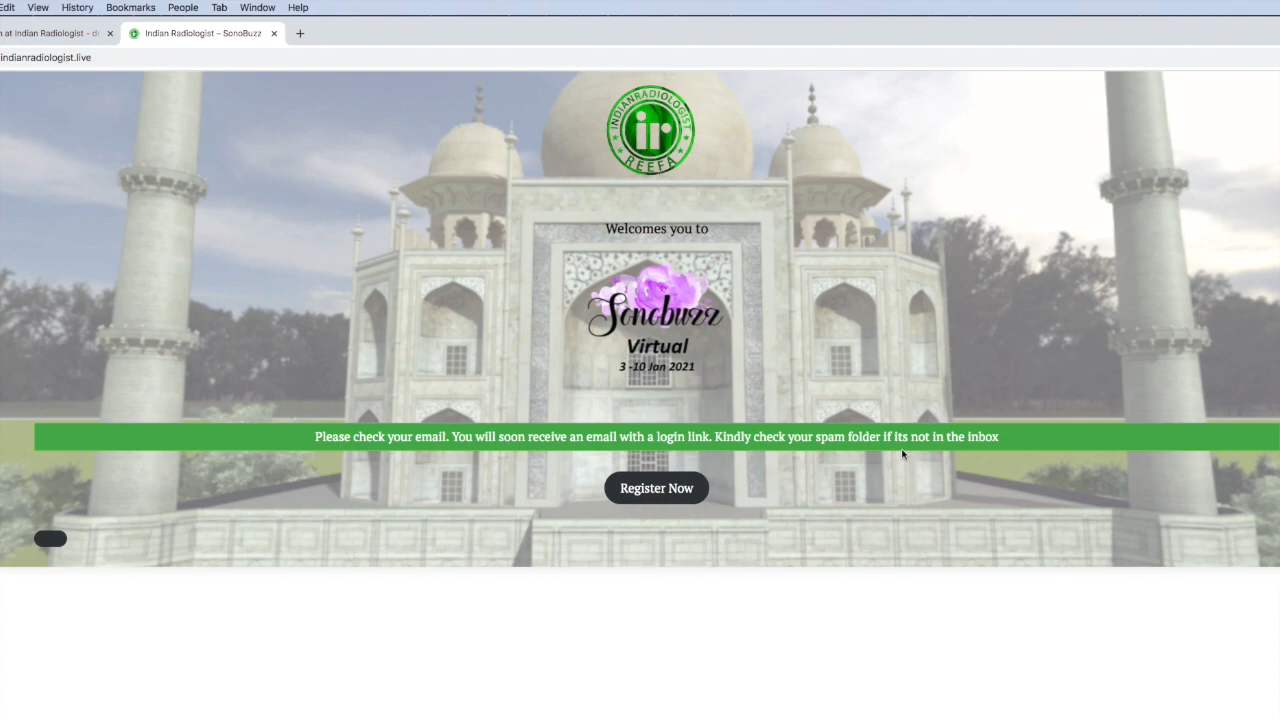 Edit View History Bookmarks People Tab Window Help
n at Indian Radiologist - d
Indian Radiologist – SonoBuzz
indianradiologist.live
INDIANRADIOLOGIST
ir
REEFA
Welcomes you to
Sonobuzz
Virtual
3 -10 Jan 2021
Please check your email. You will soon receive an email with a login link. Kindly check your spam folder if its not in the inbox
Register Now